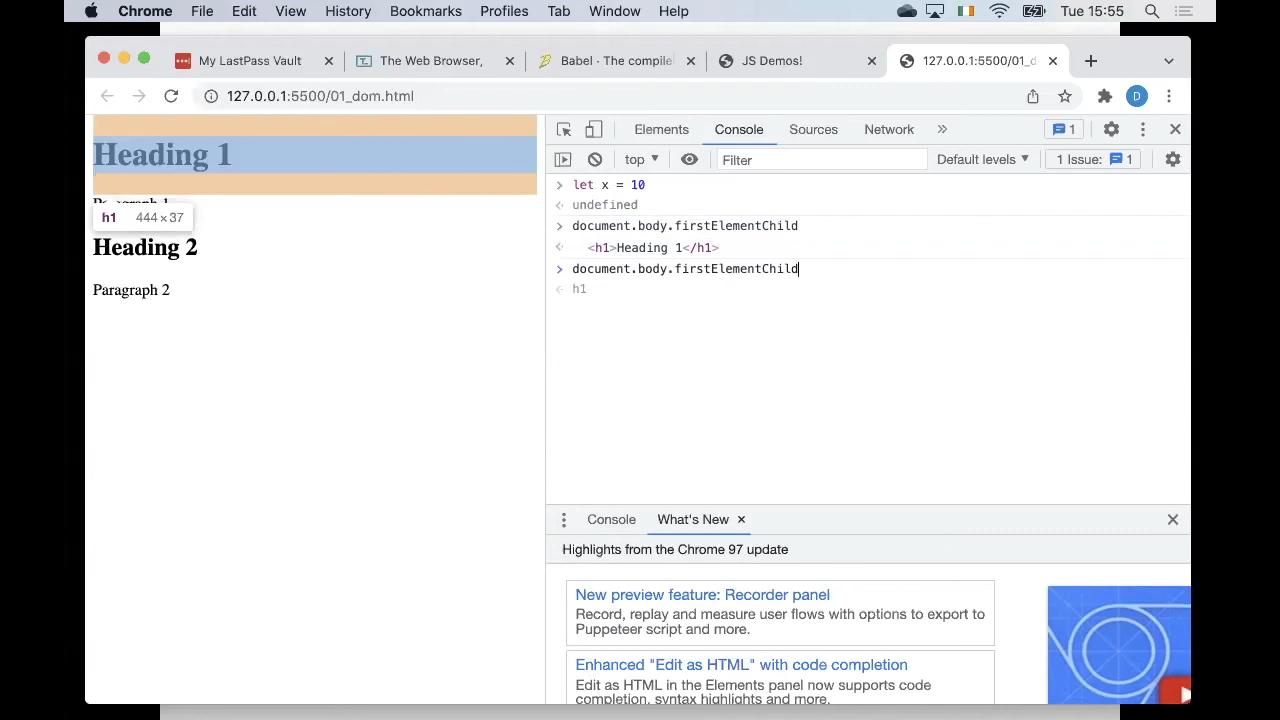 Chrome File Edit View History Bookmarks Profiles Tab Window Help Tue 15:55
My LastPass Vault The Web Browser, Babel · The compile JS Demos! 127.0.0.1:5500/01_d
127.0.0.1:5500/01_dom.html D
Heading 1
h1 444 × 37
Heading 2
Paragraph 2
Elements Console Sources Network » 1
top Filter Default levels 1 Issue: 1
> let x = 10
undefined
> document.body.firstElementChild
<h1>Heading 1</h1>
> document.body.firstElementChild
h1
Console What's New
Highlights from the Chrome 97 update
New preview feature: Recorder panel
Record, replay and measure user flows with options to export to
Puppeteer script and more.
Enhanced "Edit as HTML" with code completion
Edit as HTML in the Elements panel now supports code
completion, syntax highlights and more.